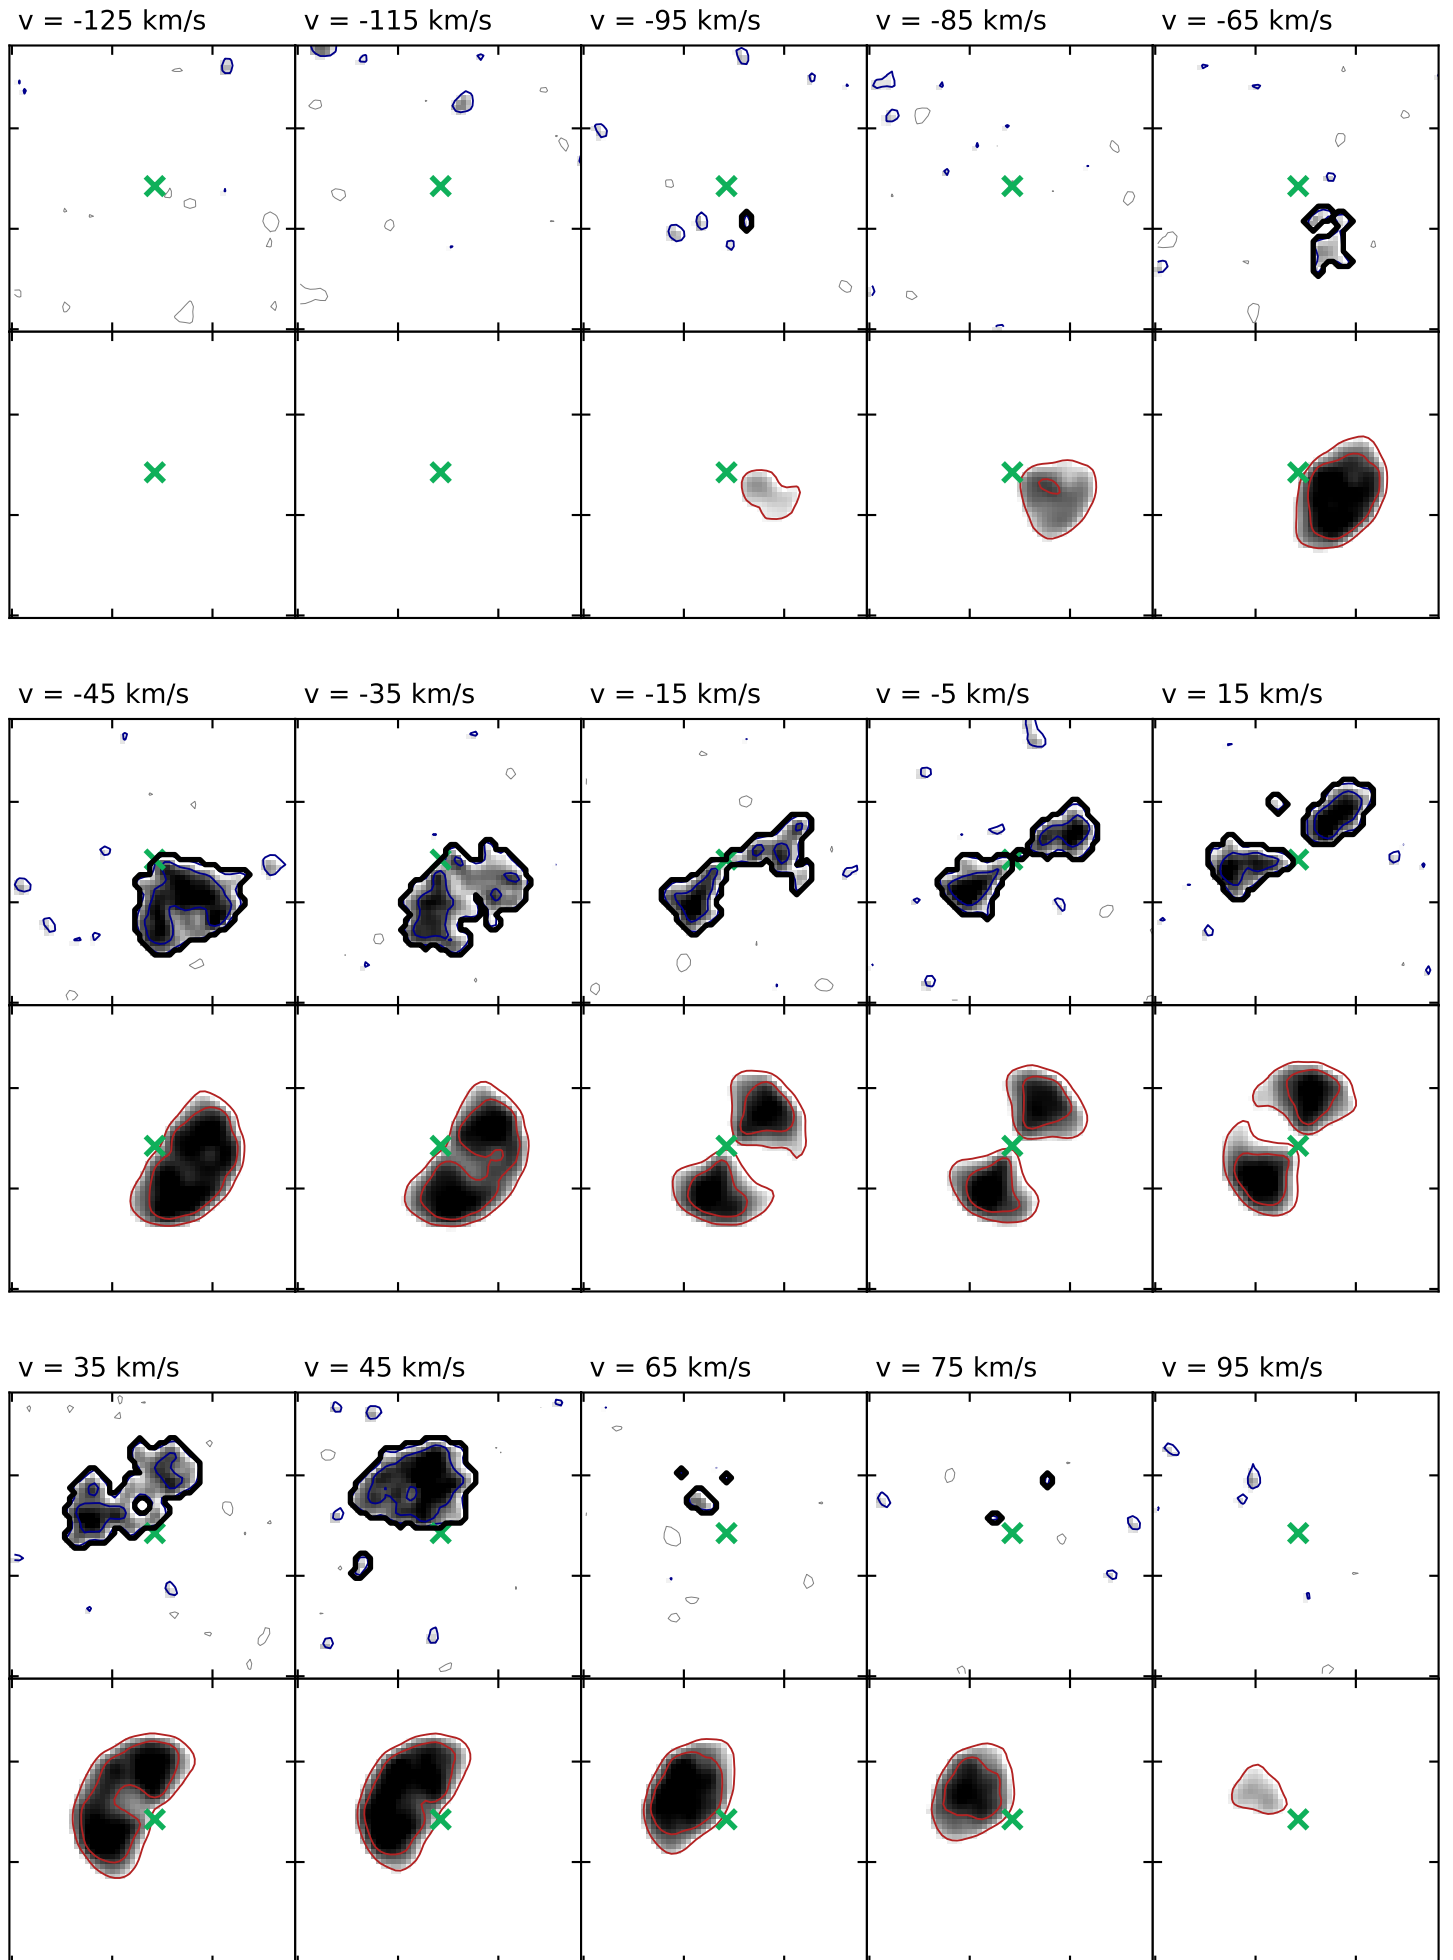 v = -125 km/s v = -115 km/s v = -95 km/s v = -85 km/s v = -65 km/s
v = -45 km/s v = -35 km/s v = -15 km/s v = -5 km/s v = 15 km/s
v = 35 km/s v = 45 km/s v = 65 km/s v = 75 km/s v = 95 km/s